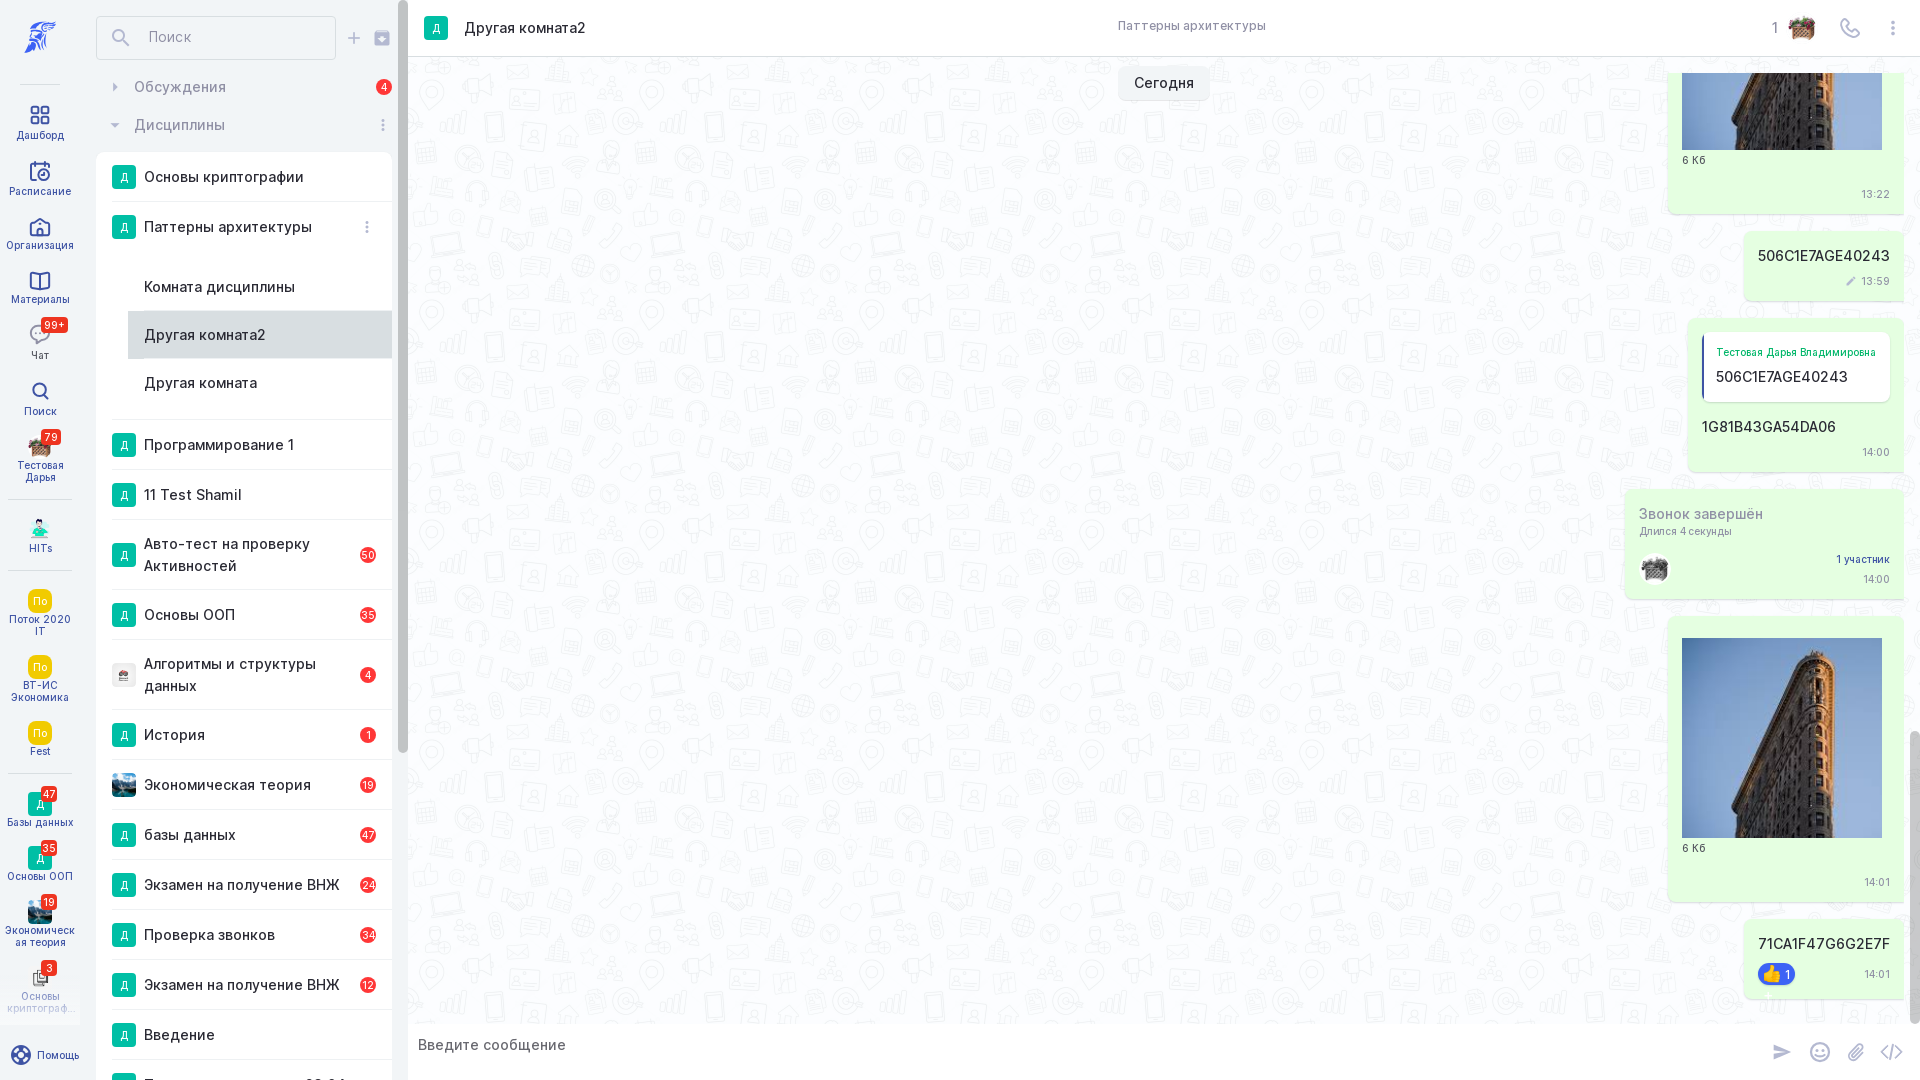 Дашборд
Расписание
Организация
Материалы
99+
Чат
Поиск
79
Тестовая
Дарья
HITs
По
Поток 2020
IT
По
ВТ-ИС
Экономика
По
Fest
47
Д
Базы данных
35
Д
Основы ООП
19
Экономическ
ая теория
3
Основы
криптограф...
Помощь
Поиск
Обсуждения
4
Дисциплины
Д
Основы криптографии
Д
Паттерны архитектуры
Комната дисциплины
Другая комната2
Другая комната
Д
Программирование 1
Д
11 Test Shamil
Д
Авто-тест на проверку
Активностей
50
Д
Основы ООП
35
Алгоритмы и структуры
данных
4
Д
История
1
Экономическая теория
19
Д
базы данных
47
Д
Экзамен на получение ВНЖ
24
Д
Проверка звонков
34
Д
Экзамен на получение ВНЖ
12
Д
Введение
Д
Другая комната2
Паттерны архитектуры
1
Сегодня
6 Кб
13:22
506C1E7AGE40243
13:59
Тестовая Дарья Владимировна
506C1E7AGE40243
1G81B43GA54DA06
14:00
Звонок завершён
Длился 4 секунды
1 участник
14:00
6 Кб
14:01
71CA1F47G6G2E7F
1
14:01
Введите сообщение